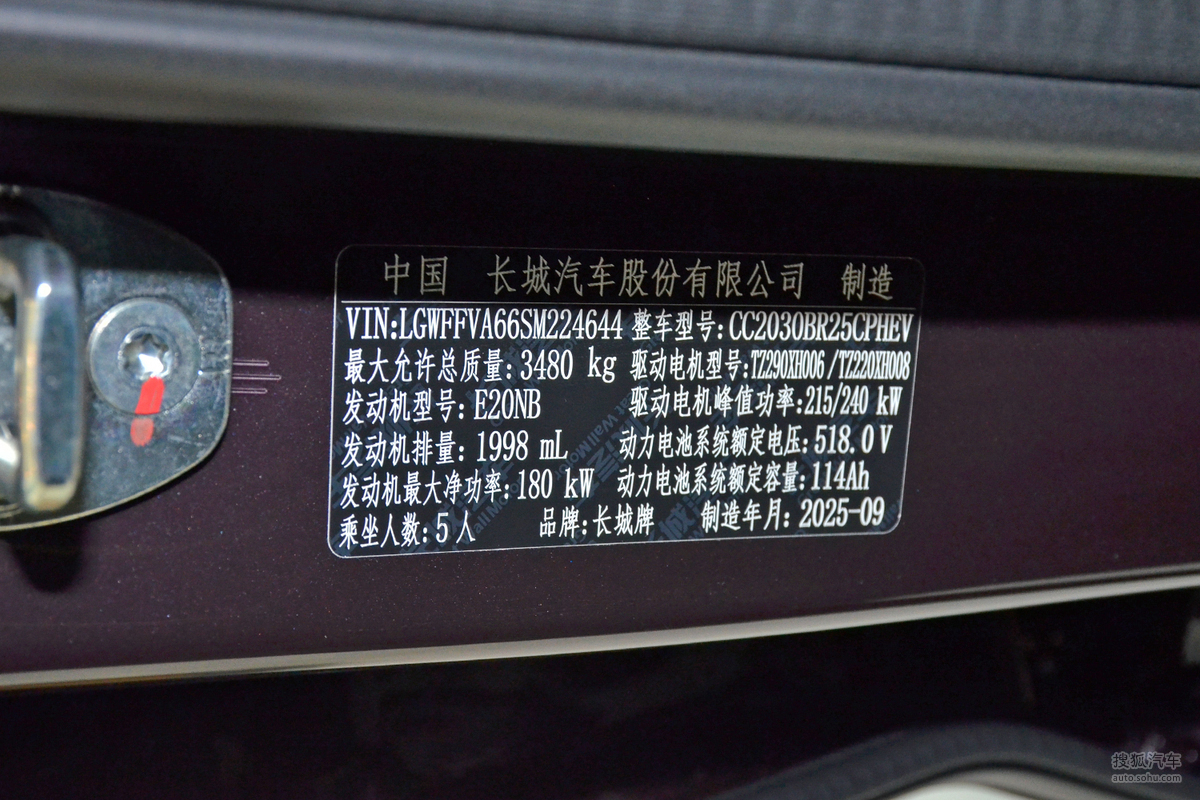 中国 长城汽车股份有限公司 制造
VIN:LGWFFVA66SM224644 整车型号:CC2030BR25CPHEV
最大允许总质量:3480 kg 驱动电机型号:TZ290XH006/TZ220XH008
发动机型号:E20NB 驱动电机峰值功率:215/240 kW
发动机排量:1998 mL 动力电池系统额定电压:518.0V
发动机最大净功率:180 kW 动力电池系统额定容量:114Ah
乘坐人数:5人 品牌:长城牌 制造年月:2025-09
搜狐汽车
auto.sohu.com